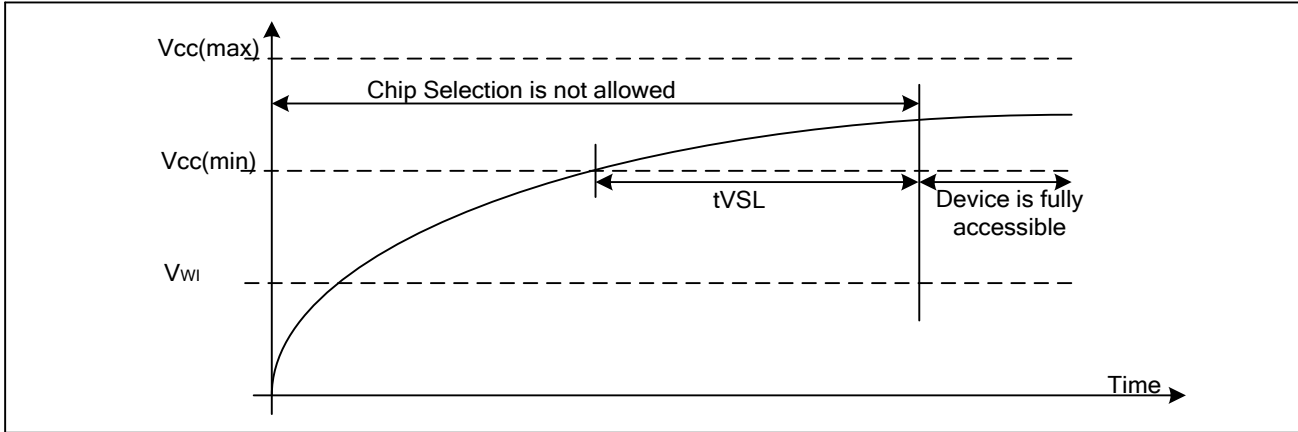 Vcc(max)
Chip Selection is not allowed
Vcc(min)
tVSL
Device is fully
accessible
VWI
Time